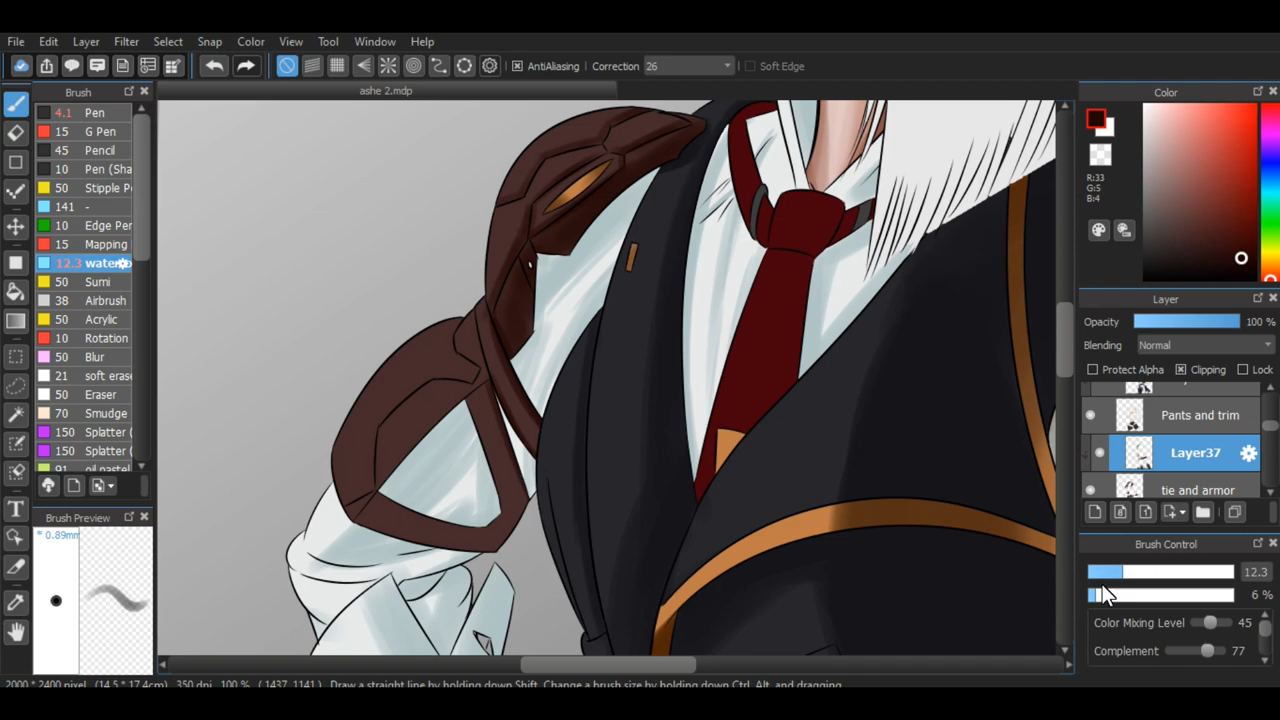 File Edit Layer Filter Select Snap Color View Tool Window Help
AntiAliasing Correction 26 Soft Edge
Brush
ashe 2.mdp
Color
4.1 Pen
15 G Pen
45 Pencil
10 Pen (Sha
50 Stipple P
141 -
10 Edge Pen
15 Mapping
12.3 water
50 Sumi
38 Airbrush
50 Acrylic
10 Rotation
50 Blur
21 soft erase
50 Eraser
70 Smudge
150 Splatter (
150 Splatter (
91 oil pastel
Brush Preview
* 0.89mm
R:33
G:5
B:4
Layer
Opacity 100 %
Blending Normal
Protect Alpha Clipping Lock
Pants and trim
Layer37
tie and armor
Brush Control
12.3
6 %
Color Mixing Level 45
Complement 77
2000 * 2400 pixel (14.5 * 17.4cm) 350 dpi 100 % ( 1437, 1141 ) Draw a straight line by holding down Shift, Change a brush size by holding down Ctrl, Alt, and dragging